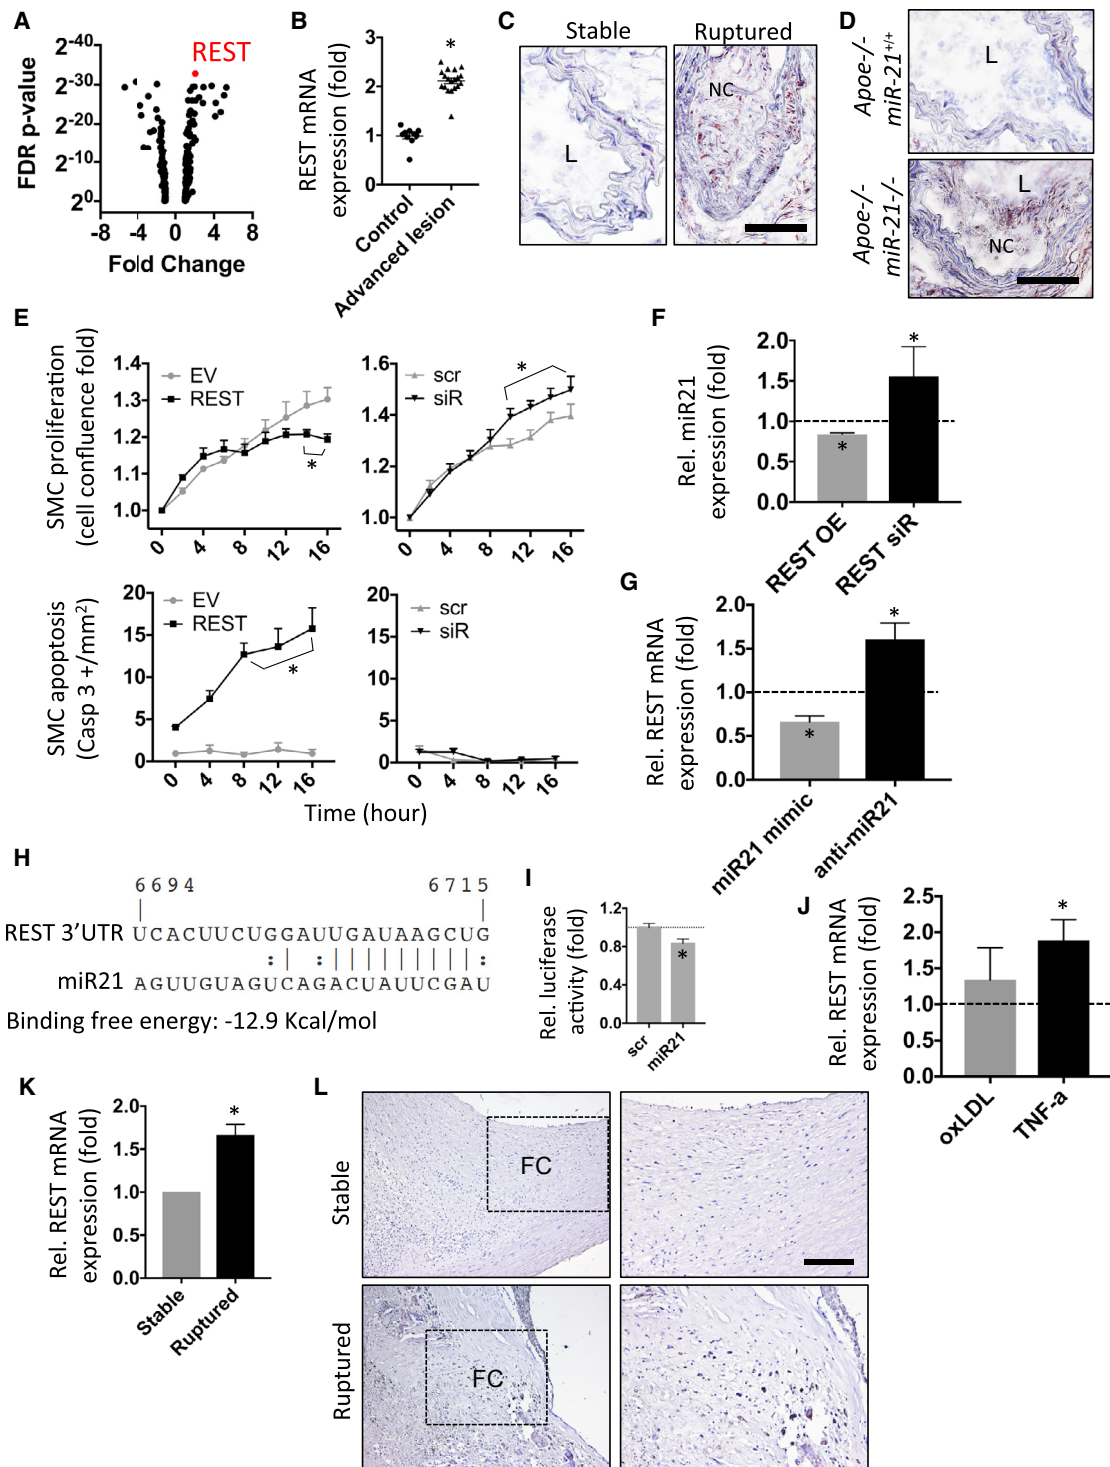 A
REST
2-40
2-30
2-20
2-10
20
FDR p-value
-8 -4 0 4 8
Fold Change
B
REST mRNA
expression (fold)
3
2
1
0
*
Control
Advanced lesion
C
Stable
Ruptured
L
NC
D
Apoe-/-
miR-21+/+
L
Apoe-/-
miR-21-/-
L
NC
E
SMC proliferation
(cell confluence fold)
1.4
1.3
1.2
1.1
1.0
EV
REST
*
0 4 8 12 16
1.6
1.4
1.2
1.0
scr
siR
*
0 4 8 12 16
SMC apoptosis
(Casp 3 +/mm2)
20
15
10
5
0
EV
REST
*
0 4 8 12 16
20
15
10
5
0
scr
siR
0 4 8 12 16
Time (hour)
F
Rel. miR21
expression (fold)
2.0
1.5
1.0
0.5
0.0
*
*
REST OE
REST siR
G
Rel. REST mRNA
expression (fold)
2.0
1.5
1.0
0.5
0.0
*
*
miR21 mimic
anti-miR21
H
6694 6715
REST 3'UTR UCACUUCUGGAUUGAUAAGCUG
miR21 AGUUGUAGUCAGACUAUUCGAU
Binding free energy: -12.9 Kcal/mol
I
Rel. luciferase
activity (fold)
1.2
0.8
0.4
0.0
*
scr
miR21
J
Rel. REST mRNA
expression (fold)
2.5
2.0
1.5
1.0
0.5
0.0
*
oxLDL
TNF-a
K
Rel. REST mRNA
expression (fold)
2.0
1.5
1.0
0.5
0.0
*
Stable
Ruptured
L
Stable
FC
Ruptured
FC